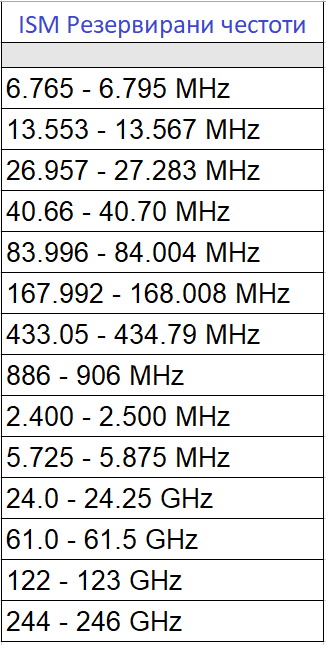 ISM Резервирани честоти
6.765 - 6.795 MHz
13.553 - 13.567 MHz
26.957 - 27.283 MHz
40.66 - 40.70 MHz
83.996 - 84.004 MHz
167.992 - 168.008 MHz
433.05 - 434.79 MHz
886 - 906 MHz
2.400 - 2.500 MHz
5.725 - 5.875 MHz
24.0 - 24.25 GHz
61.0 - 61.5 GHz
122 - 123 GHz
244 - 246 GHz